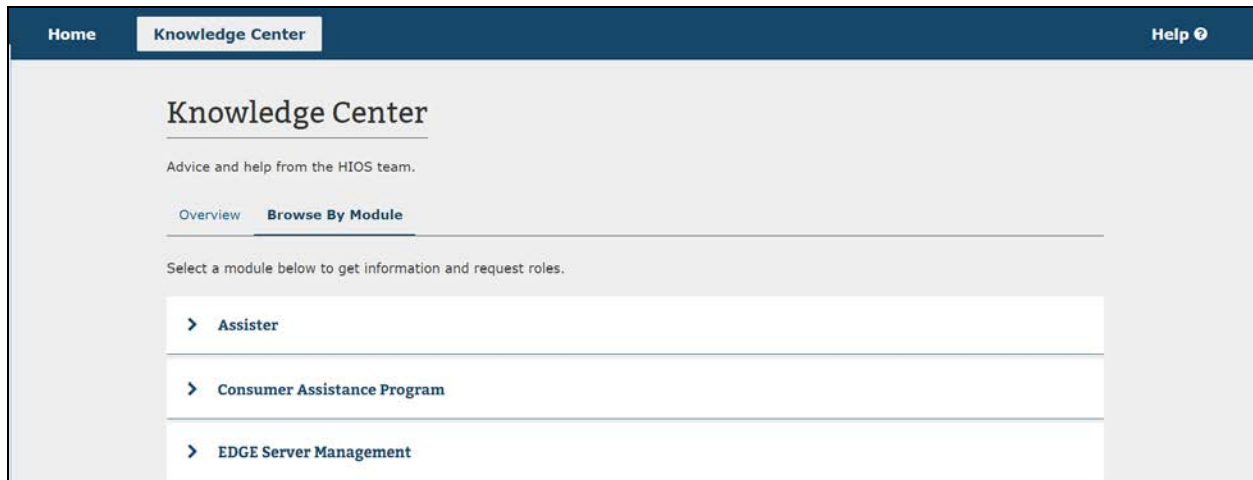 Home Knowledge Center Help
Knowledge Center
Advice and help from the HIOS team.
Overview Browse By Module
Select a module below to get information and request roles.
Assister
Consumer Assistance Program
EDGE Server Management